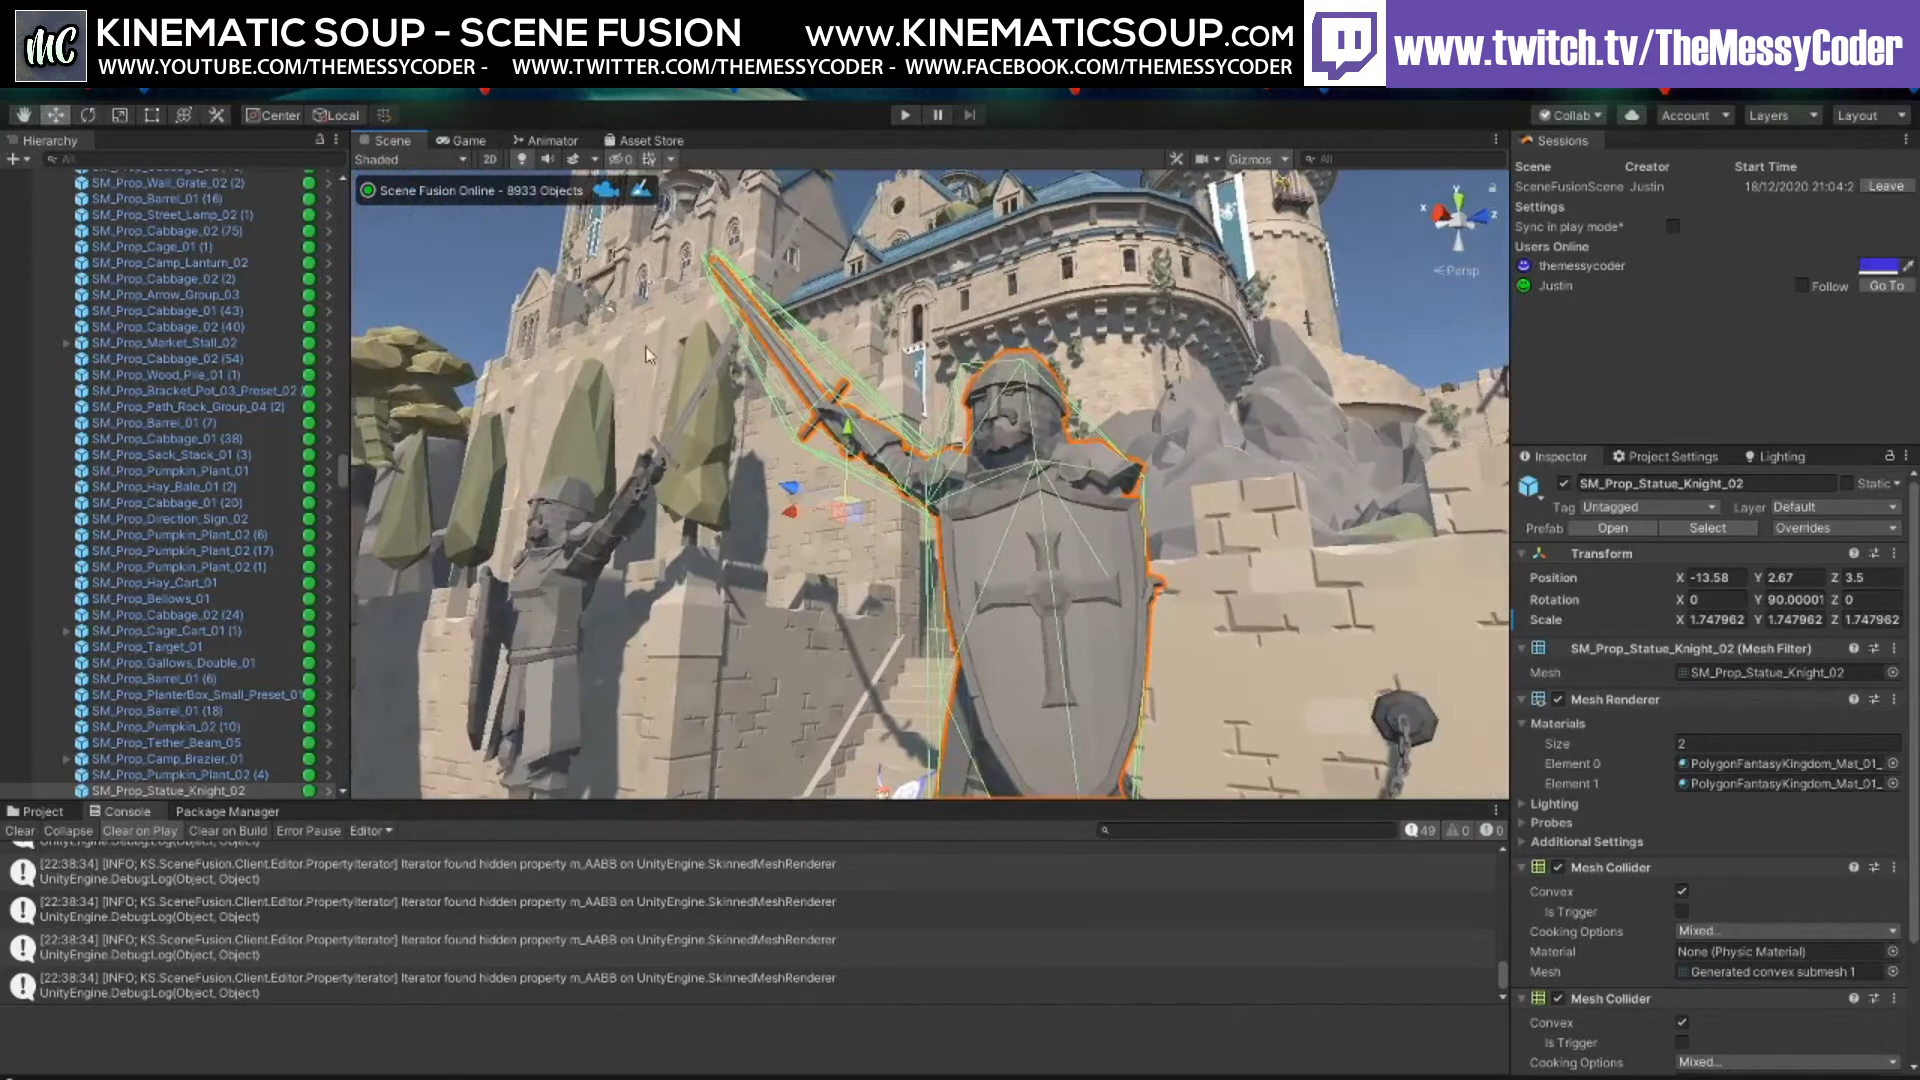 MC
KINEMATIC SOUP - SCENE FUSION
www.KINEMATICSOUP.com
WWW.YOUTUBE.COM/THEMESSYCODER - WWW.TWITTER.COM/THEMESSYCODER - WWW.FACEBOOK.COM/THEMESSYCODER
www.twitch.tv/TheMessyCoder
Center
Local
Collab
Account
Layers
Layout
Hierarchy
All
SM_Prop_Wall_Grate_02 (2)
SM_Prop_Barrel_01 (16)
SM_Prop_Street_Lamp_02 (1)
SM_Prop_Cabbage_02 (75)
SM_Prop_Cage_01 (1)
SM_Prop_Camp_Lantum_02
SM_Prop_Cabbage_02 (2)
SM_Prop_Arrow_Group_03
SM_Prop_Cabbage_01 (43)
SM_Prop_Cabbage_02 (40)
SM_Prop_Market_Stall_02
SM_Prop_Cabbage_02 (54)
SM_Prop_Wood_Pile_01 (1)
SM_Prop_Bracket_Pot_03_Preset_02
SM_Prop_Path_Rock_Group_04 (2)
SM_Prop_Barrel_01 (7)
SM_Prop_Cabbage_01 (38)
SM_Prop_Sack_Stack_01 (3)
SM_Prop_Pumpkin_Plant_01
SM_Prop_Hay_Bale_01 (2)
SM_Prop_Cabbage_01 (20)
SM_Prop_Direction_Sign_02
SM_Prop_Pumpkin_Plant_02 (6)
SM_Prop_Pumpkin_Plant_02 (17)
SM_Prop_Pumpkin_Plant_02 (1)
SM_Prop_Hay_Cart_01
SM_Prop_Bellows_01
SM_Prop_Cabbage_02 (24)
SM_Prop_Cage_Cart_01 (1)
SM_Prop_Target_01
SM_Prop_Gallows_Double_01
SM_Prop_Barrel_01 (6)
SM_Prop_PlanterBox_Small_Preset_01
SM_Prop_Barrel_01 (18)
SM_Prop_Pumpkin_02 (10)
SM_Prop_Tether_Beam_05
SM_Prop_Camp_Brazier_01
SM_Prop_Pumpkin_Plant_02 (4)
SM_Prop_Statue_Knight_02
Scene
Game
Animator
Asset Store
Shaded
2D
0
Gizmos
All
Scene Fusion Online - 8933 Objects
y
x
z
Persp
Sessions
Scene Creator Start Time
SceneFusionScene Justin 18/12/2020 21:04:2 Leave
Settings
Sync in play mode*
Users Online
themessycoder
Justin Follow Go To
Inspector
Project Settings
Lighting
SM_Prop_Statue_Knight_02 Static
Tag Untagged Layer Default
Prefab Open Select Overrides
Transform
Position X -13.58 Y 2.67 Z 3.5
Rotation X 0 Y 90.00001 Z 0
Scale X 1.747962 Y 1.747962 Z 1.747962
SM_Prop_Statue_Knight_02 (Mesh Filter)
Mesh SM_Prop_Statue_Knight_02
Mesh Renderer
Materials
Size 2
Element 0 PolygonFantasyKingdom_Mat_01_
Element 1 PolygonFantasyKingdom_Mat_01_
Lighting
Probes
Additional Settings
Mesh Collider
Convex
Is Trigger
Cooking Options Mixed...
Material None (Physic Material)
Mesh Generated convex submesh 1
Mesh Collider
Convex
Is Trigger
Cooking Options Mixed...
Project
Console
Package Manager
Clear Collapse Clear on Play Clear on Build Error Pause Editor
49 0 0
UnityEngine.Debug:Log(Object, Object)
[22:38:34] [INFO; KS.SceneFusion.Client.Editor.PropertyIterator] Iterator found hidden property m_AABB on UnityEngine.SkinnedMeshRenderer
UnityEngine.Debug:Log(Object, Object)
[22:38:34] [INFO; KS.SceneFusion.Client.Editor.PropertyIterator] Iterator found hidden property m_AABB on UnityEngine.SkinnedMeshRenderer
UnityEngine.Debug:Log(Object, Object)
[22:38:34] [INFO; KS.SceneFusion.Client.Editor.PropertyIterator] Iterator found hidden property m_AABB on UnityEngine.SkinnedMeshRenderer
UnityEngine.Debug:Log(Object, Object)
[22:38:34] [INFO; KS.SceneFusion.Client.Editor.PropertyIterator] Iterator found hidden property m_AABB on UnityEngine.SkinnedMeshRenderer
UnityEngine.Debug:Log(Object, Object)